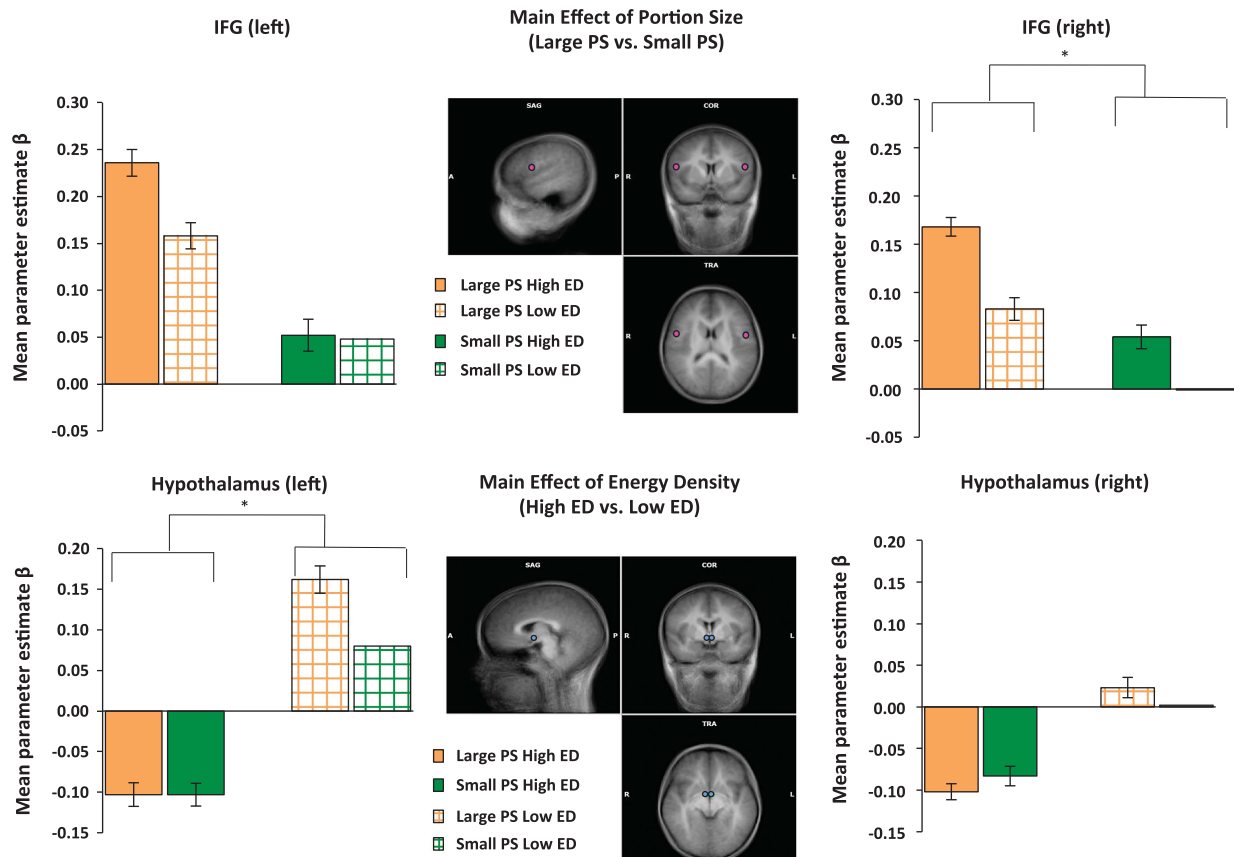 IFG (left)
Main Effect of Portion Size
(Large PS vs. Small PS)
IFG (right)
*
Mean parameter estimate β
0.30
0.25
0.20
0.15
0.10
0.05
0.00
-0.05
SAG
A
P
COR
R
L
TRA
R
L
Large PS High ED
Large PS Low ED
Small PS High ED
Small PS Low ED
Mean parameter estimate β
0.30
0.25
0.20
0.15
0.10
0.05
0.00
-0.05
Hypothalamus (left)
Main Effect of Energy Density
(High ED vs. Low ED)
Hypothalamus (right)
*
Mean parameter estimate β
0.20
0.15
0.10
0.05
0.00
-0.05
-0.10
-0.15
SAG
A
P
COR
R
L
TRA
R
L
Large PS High ED
Small PS High ED
Large PS Low ED
Small PS Low ED
Mean parameter estimate β
0.20
0.15
0.10
0.05
0.00
-0.05
-0.10
-0.15